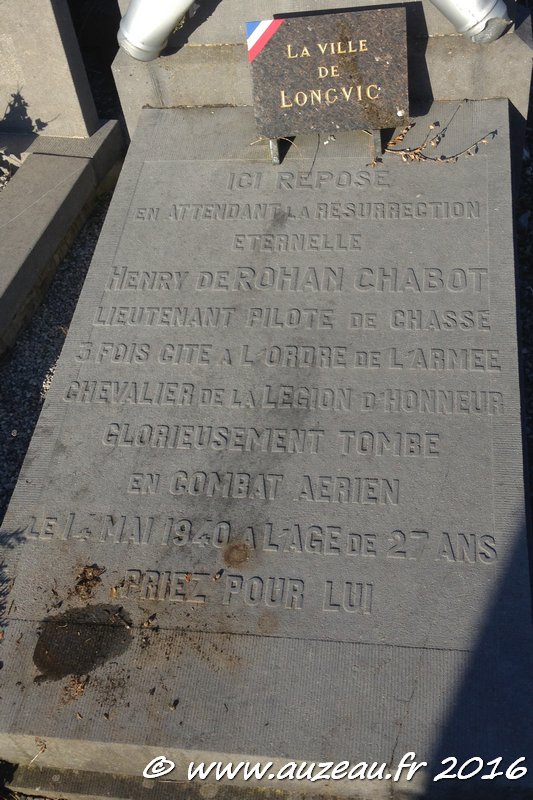 LA VILLE
DE
LONGVIC
ICI REPOSE
EN ATTENDANT LA RESURRECTION
ETERNELLE
HENRY DE ROHAN CHABOT
LIEUTENANT PILOTE DE CHASSE
3 FOIS CITE A L'ORDRE DE L'ARMEE
CHEVALIER DE LA LEGION D'HONNEUR
GLORIEUSEMENT TOMBE
EN COMBAT AERIEN
LE 14 MAI 1940 A L'AGE DE 27 ANS
PRIEZ POUR LUI
© www.auzeau.fr 2016